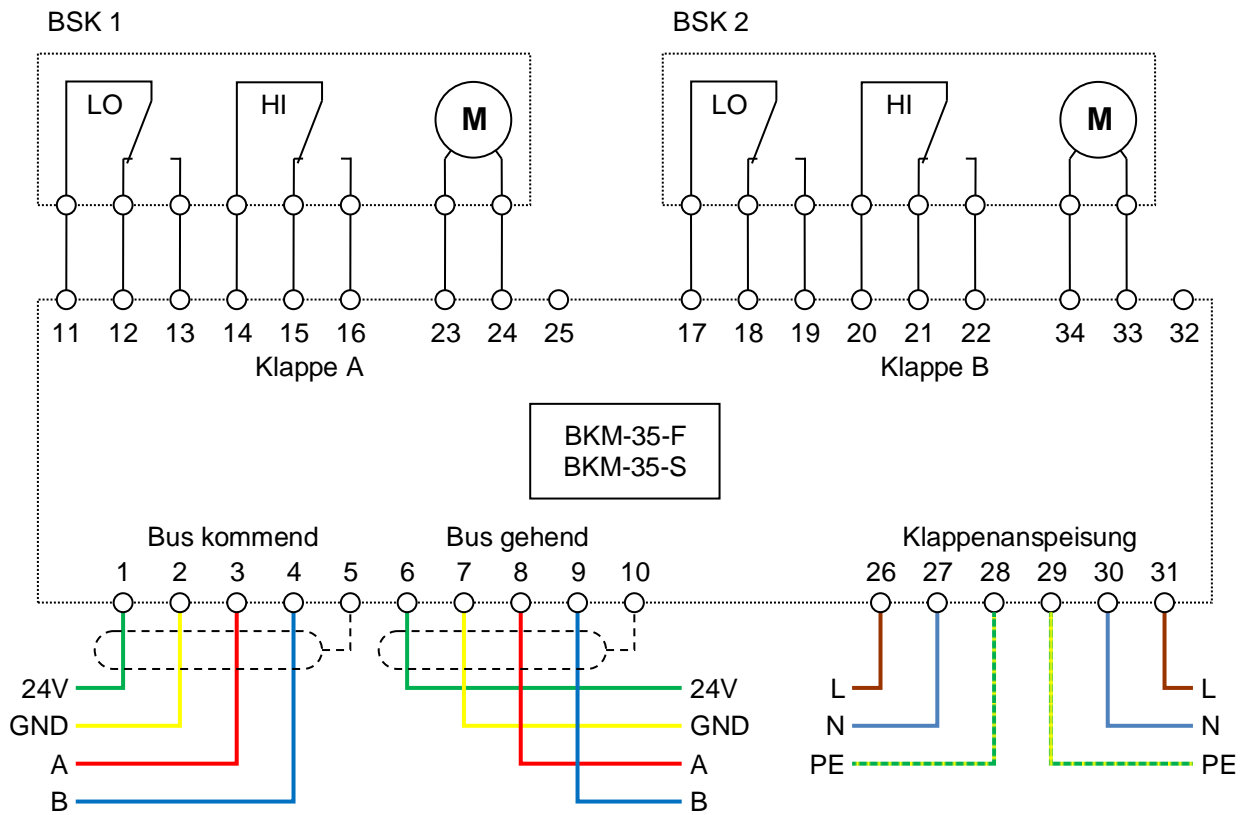 BSK 1 BSK 2
LO HI M LO HI M
11 12 13 14 15 16 23 24 25 17 18 19 20 21 22 34 33 32
Klappe A Klappe B
BKM-35-F
BKM-35-S
Bus kommend Bus gehend Klappenanspeisung
1 2 3 4 5 6 7 8 9 10 26 27 28 29 30 31
24V 24V L L
GND GND N N
A A PE PE
B B